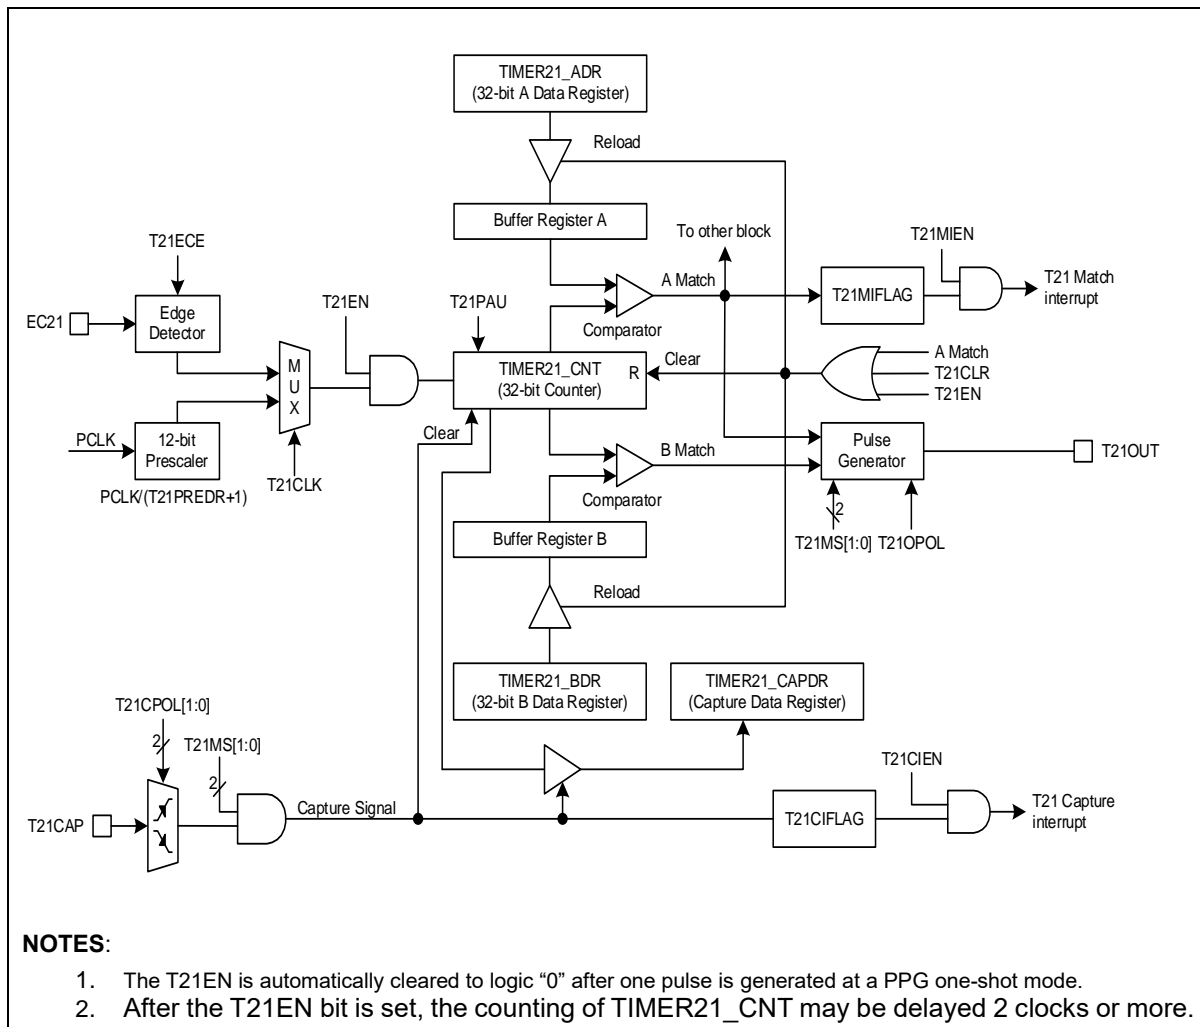 TIMER21_ADR
(32-bit A Data Register)
Reload
Buffer Register A
To other block
T21MIEN
T21ECE
A Match
T21MIFLAG
T21 Match
interrupt
EC21
Edge
Detector
T21EN
T21PAU
Comparator
M
U
X
TIMER21_CNT
(32-bit Counter)
R
Clear
A Match
T21CLR
T21EN
PCLK
12-bit
Prescaler
PCLK/(T21PREDR+1)
T21CLK
Clear
B Match
Comparator
Pulse
Generator
T21OUT
2
T21MS[1:0]
T21OPOL
Buffer Register B
Reload
TIMER21_BDR
(32-bit B Data Register)
TIMER21_CAPDR
(Capture Data Register)
T21CPOL[1:0]
2
T21MS[1:0]
2
T21CAP
Capture Signal
T21CIFLAG
T21CIEN
T21 Capture
interrupt
NOTES:
1. The T21EN is automatically cleared to logic “0” after one pulse is generated at a PPG one-shot mode.
2. After the T21EN bit is set, the counting of TIMER21_CNT may be delayed 2 clocks or more.